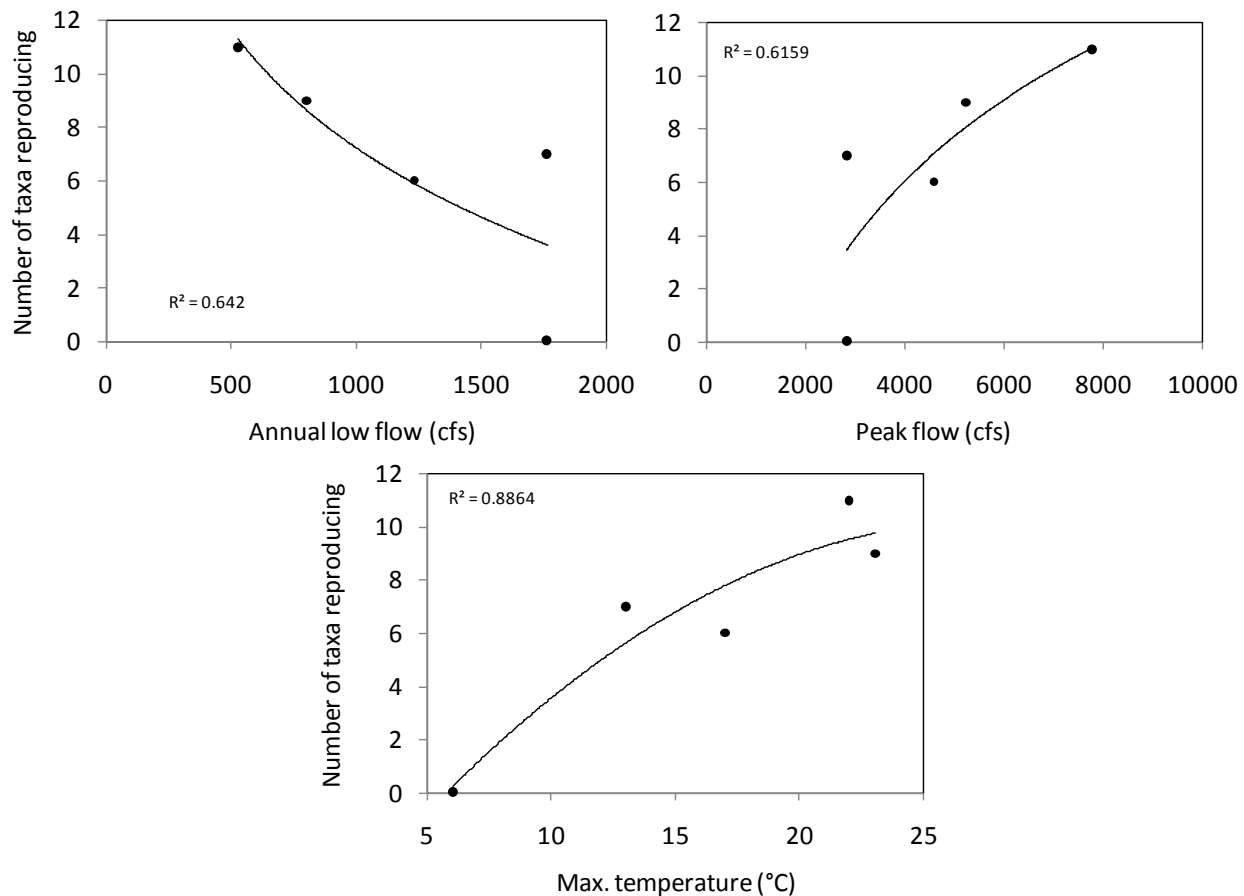 Number of taxa reproducing
12
10
8
6
4
2
0
R² = 0.642
0 500 1000 1500 2000
Annual low flow (cfs)
12
10
8
6
4
2
0
R² = 0.6159
0 2000 4000 6000 8000 10000
Peak flow (cfs)
Number of taxa reproducing
12
10
8
6
4
2
0
R² = 0.8864
5 10 15 20 25
Max. temperature (°C)